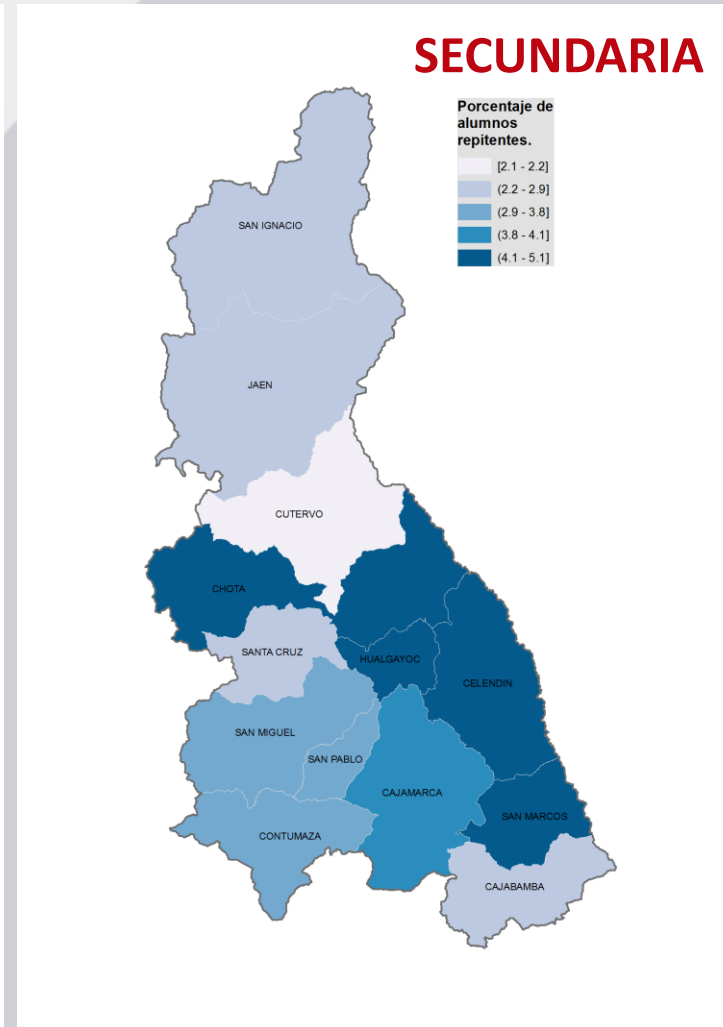 SECUNDARIA
Porcentaje de
alumnos
repitentes.
[2.1 - 2.2]
(2.2 - 2.9]
(2.9 - 3.8]
(3.8 - 4.1]
(4.1 - 5.1]
SAN IGNACIO
JAEN
CUTERVO
CHOTA
SANTA CRUZ
HUALGAYOC
CELENDIN
SAN MIGUEL
SAN PABLO
CAJAMARCA
SAN MARCOS
CONTUMAZA
CAJABAMBA